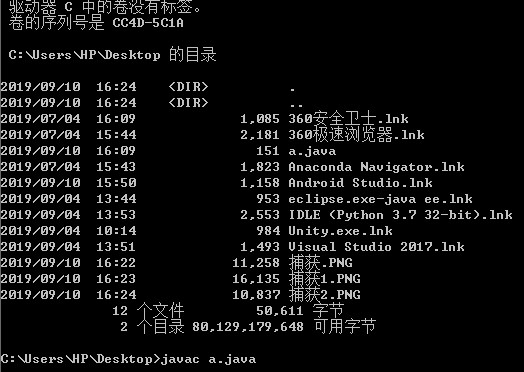 驱动器 C 中的卷没有标签。
卷的序列号是 CC4D-5C1A
C:\Users\HP\Desktop 的目录
2019/09/10 16:24 <DIR> .
2019/09/10 16:24 <DIR> ..
2019/07/04 16:09 1,085 360安全卫士.lnk
2019/07/04 15:44 2,181 360极速浏览器.lnk
2019/09/10 16:09 151 a.java
2019/07/04 15:43 1,823 Anaconda Navigator.lnk
2019/09/10 15:50 1,158 Android Studio.lnk
2019/09/04 13:44 953 eclipse.exe-java ee.lnk
2019/09/04 13:53 2,553 IDLE (Python 3.7 32-bit).lnk
2019/09/04 10:14 984 Unity.exe.lnk
2019/09/04 13:51 1,493 Visual Studio 2017.lnk
2019/09/10 16:22 11,258 捕获.PNG
2019/09/10 16:23 16,135 捕获1.PNG
2019/09/10 16:24 10,837 捕获2.PNG
12 个文件 50,611 字节
2 个目录 80,129,179,648 可用字节
C:\Users\HP\Desktop>javac a.java